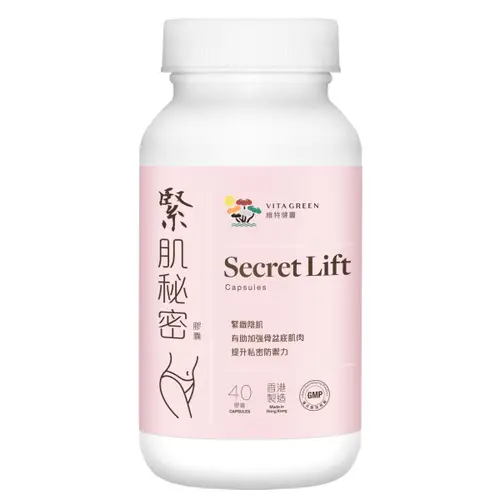 緊肌秘密
膠囊
VITAGREEN
維特健靈
Secret Lift
Capsules
緊緻陰肌
有助加強骨盆底肌肉
提升私密防禦力
40
膠囊
CAPSULES
香港
製造
Made in
Hong Kong
GMP